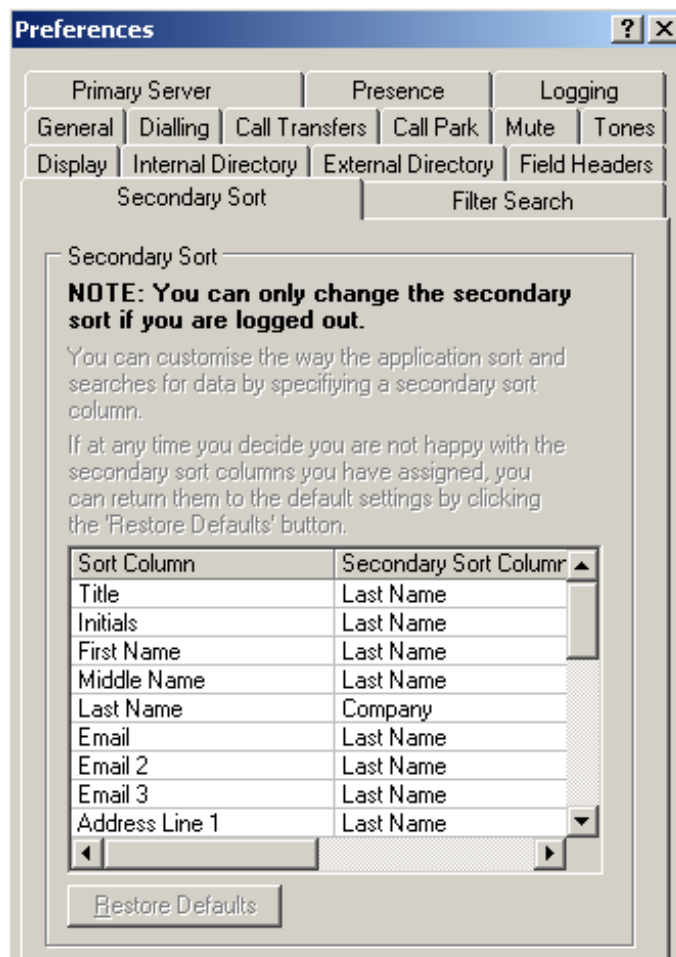 Preferences
Primary Server Presence Logging
General Dialling Call Transfers Call Park Mute Tones
Display Internal Directory External Directory Field Headers
Secondary Sort Filter Search
Secondary Sort
NOTE: You can only change the secondary
sort if you are logged out.
You can customise the way the application sort and
searches for data by specifiying a secondary sort
column.
If at any time you decide you are not happy with the
secondary sort columns you have assigned, you
can return them to the default settings by clicking
the 'Restore Defaults' button.
Sort Column Secondary Sort Column
Title Last Name
Initials Last Name
First Name Last Name
Middle Name Last Name
Last Name Company
Email Last Name
Email 2 Last Name
Email 3 Last Name
Address Line 1 Last Name
Restore Defaults